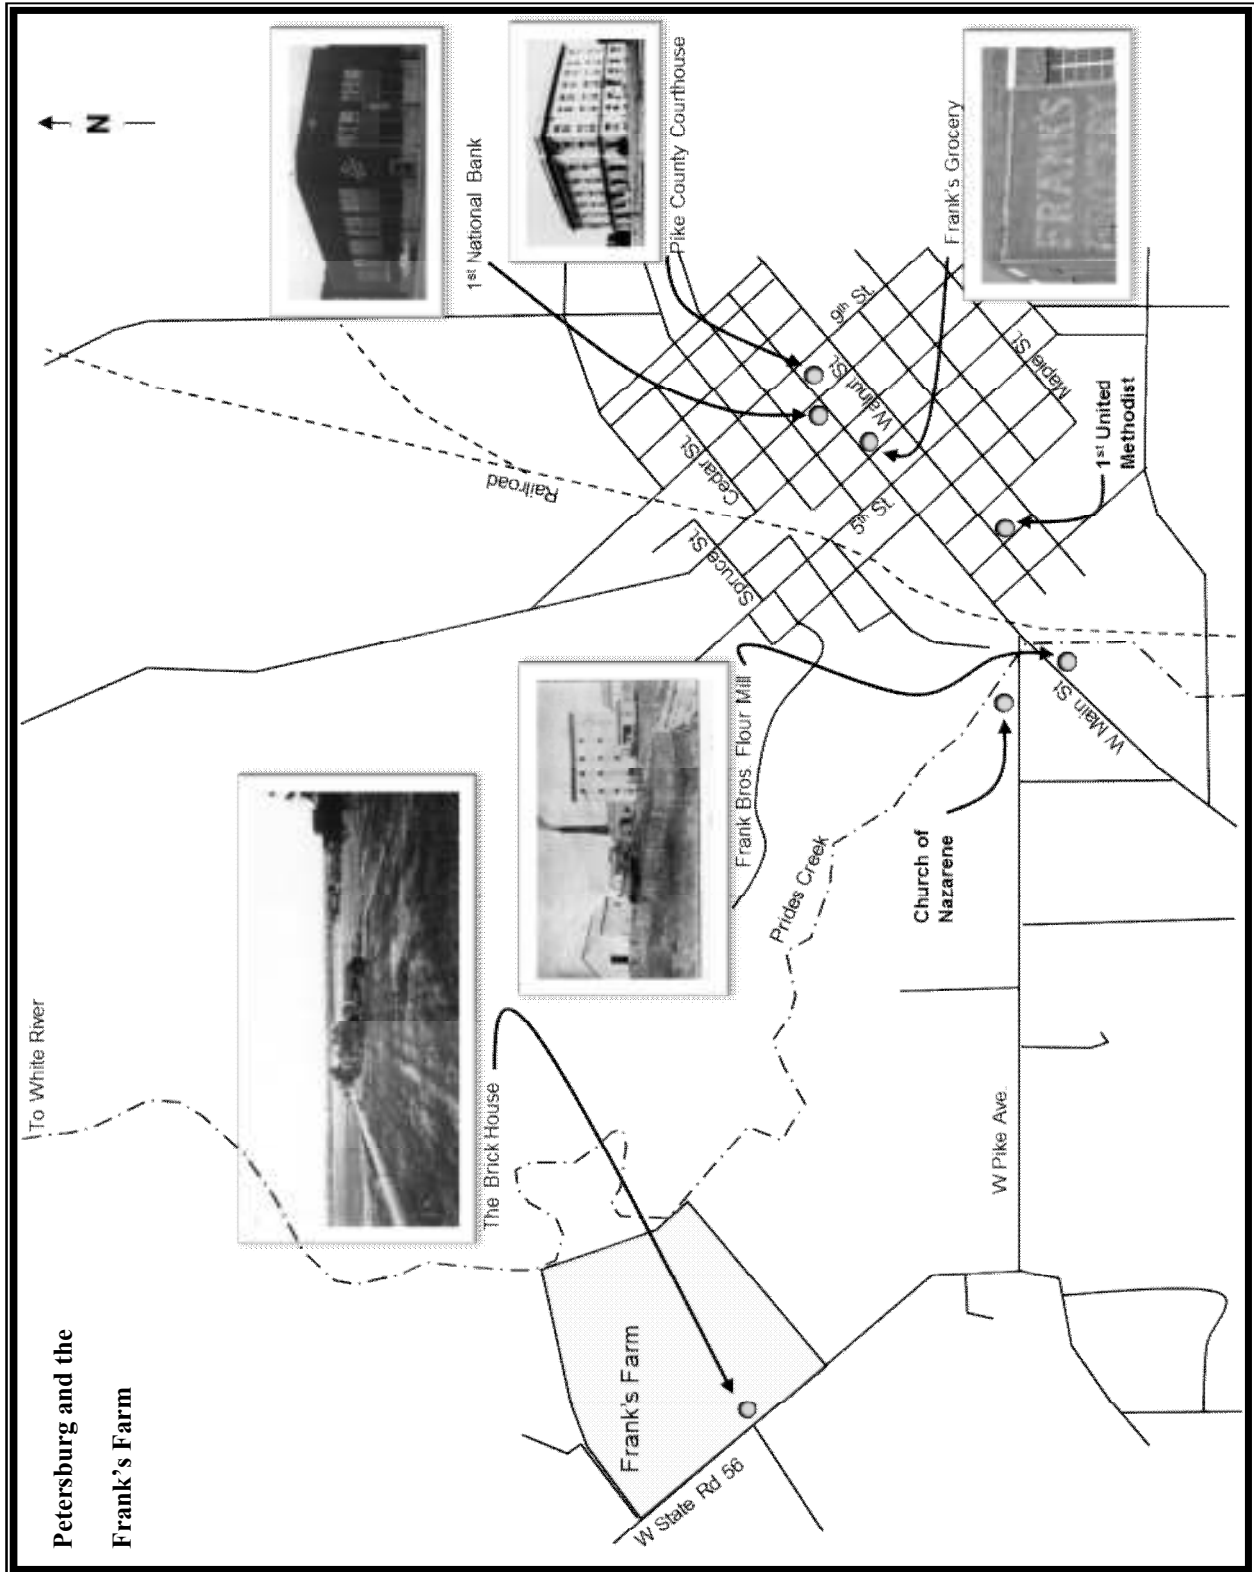 Petersburg and the
Frank's Farm
To White River
N
1st National Bank
Pike County Courthouse
Frank's Grocery
FRANKS
Railroad
Cedar St.
Spruce St.
5th St.
Walnut St.
9th St.
Maple St.
1st United
Methodist
The Brick House
Frank Bros. Flour Mill
Prides Creek
Church of
Nazarene
W Main St
W Pike Ave.
Frank's Farm
W State Rd 56